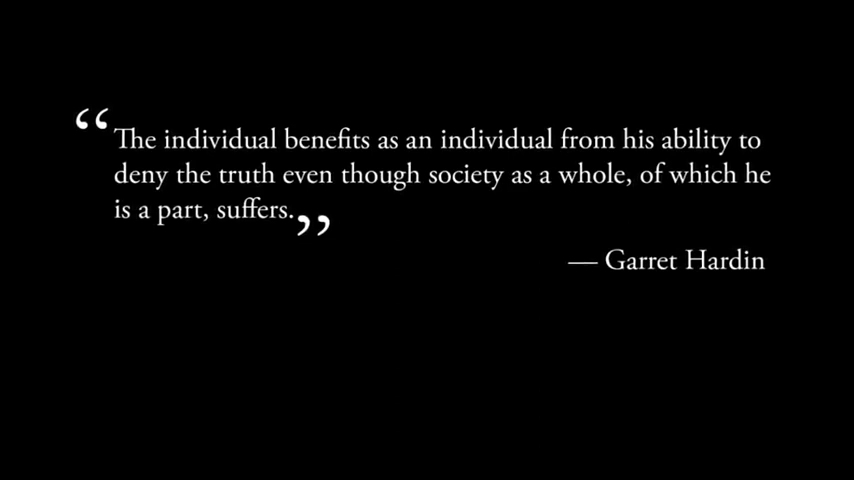 “The individual benefits as an individual from his ability to
deny the truth even though society as a whole, of which he
is a part, suffers.”
— Garret Hardin